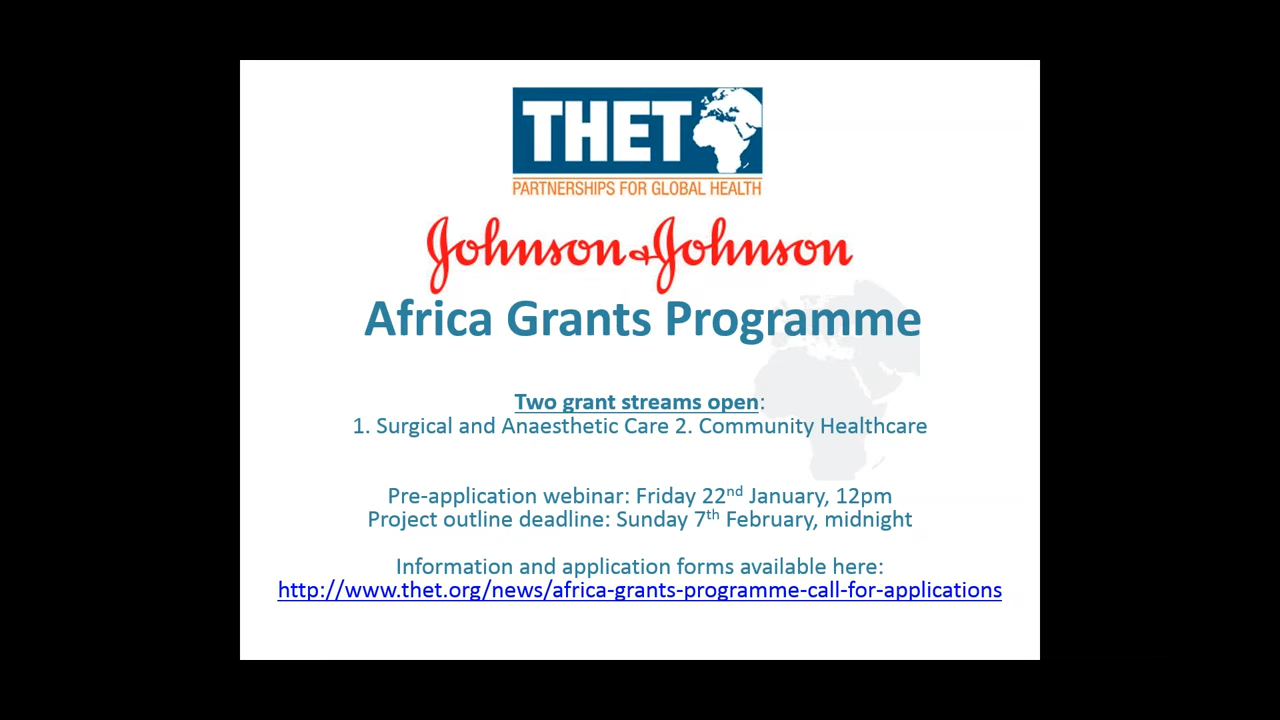 THET
PARTNERSHIPS FOR GLOBAL HEALTH
Johnson & Johnson
Africa Grants Programme
Two grant streams open:
1. Surgical and Anaesthetic Care 2. Community Healthcare
Pre-application webinar: Friday 22nd January, 12pm
Project outline deadline: Sunday 7th February, midnight
Information and application forms available here:
http://www.thet.org/news/africa-grants-programme-call-for-applications